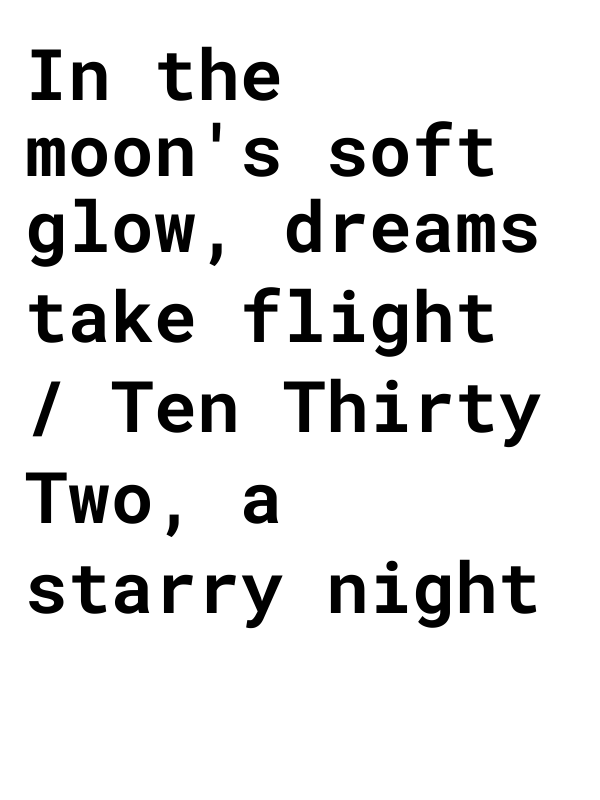 In the
moon's soft
glow, dreams
take flight
/ Ten Thirty
Two, a
starry night